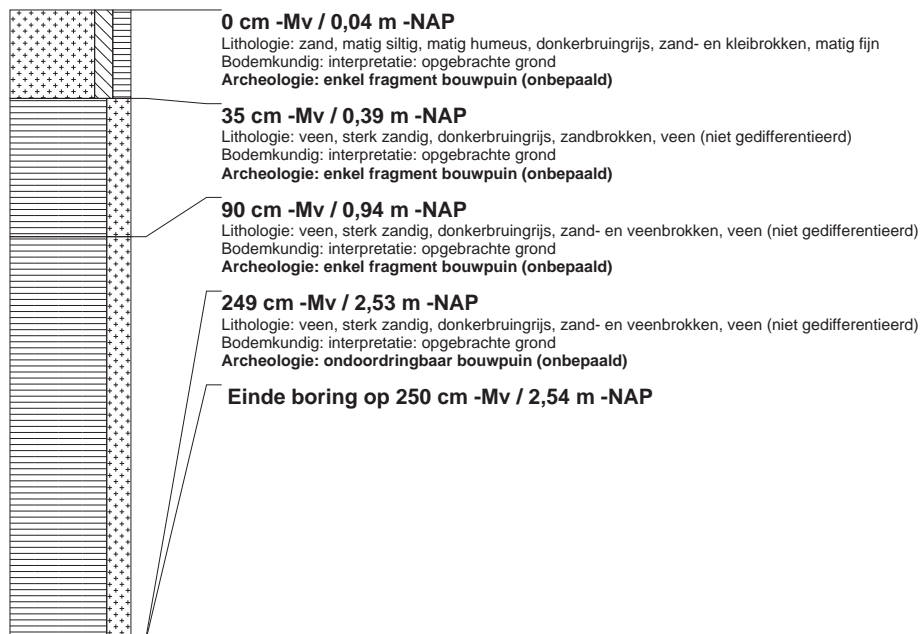 0 cm -Mv / 0,04 m -NAP
Lithologie: zand, matig siltig, matig humeus, donkerbruingrijs, zand- en kleibrokken, matig fijn
Bodemkundig: interpretatie: opgebrachte grond
Archeologie: enkel fragment bouwpuin (onbepaald)
35 cm -Mv / 0,39 m -NAP
Lithologie: veen, sterk zandig, donkerbruingrijs, zandbrokken, veen (niet gedifferentieerd)
Bodemkundig: interpretatie: opgebrachte grond
Archeologie: enkel fragment bouwpuin (onbepaald)
90 cm -Mv / 0,94 m -NAP
Lithologie: veen, sterk zandig, donkerbruingrijs, zand- en veenbrokken, veen (niet gedifferentieerd)
Bodemkundig: interpretatie: opgebrachte grond
Archeologie: enkel fragment bouwpuin (onbepaald)
249 cm -Mv / 2,53 m -NAP
Lithologie: veen, sterk zandig, donkerbruingrijs, zand- en veenbrokken, veen (niet gedifferentieerd)
Bodemkundig: interpretatie: opgebrachte grond
Archeologie: ondoordringbaar bouwpuin (onbepaald)
Einde boring op 250 cm -Mv / 2,54 m -NAP